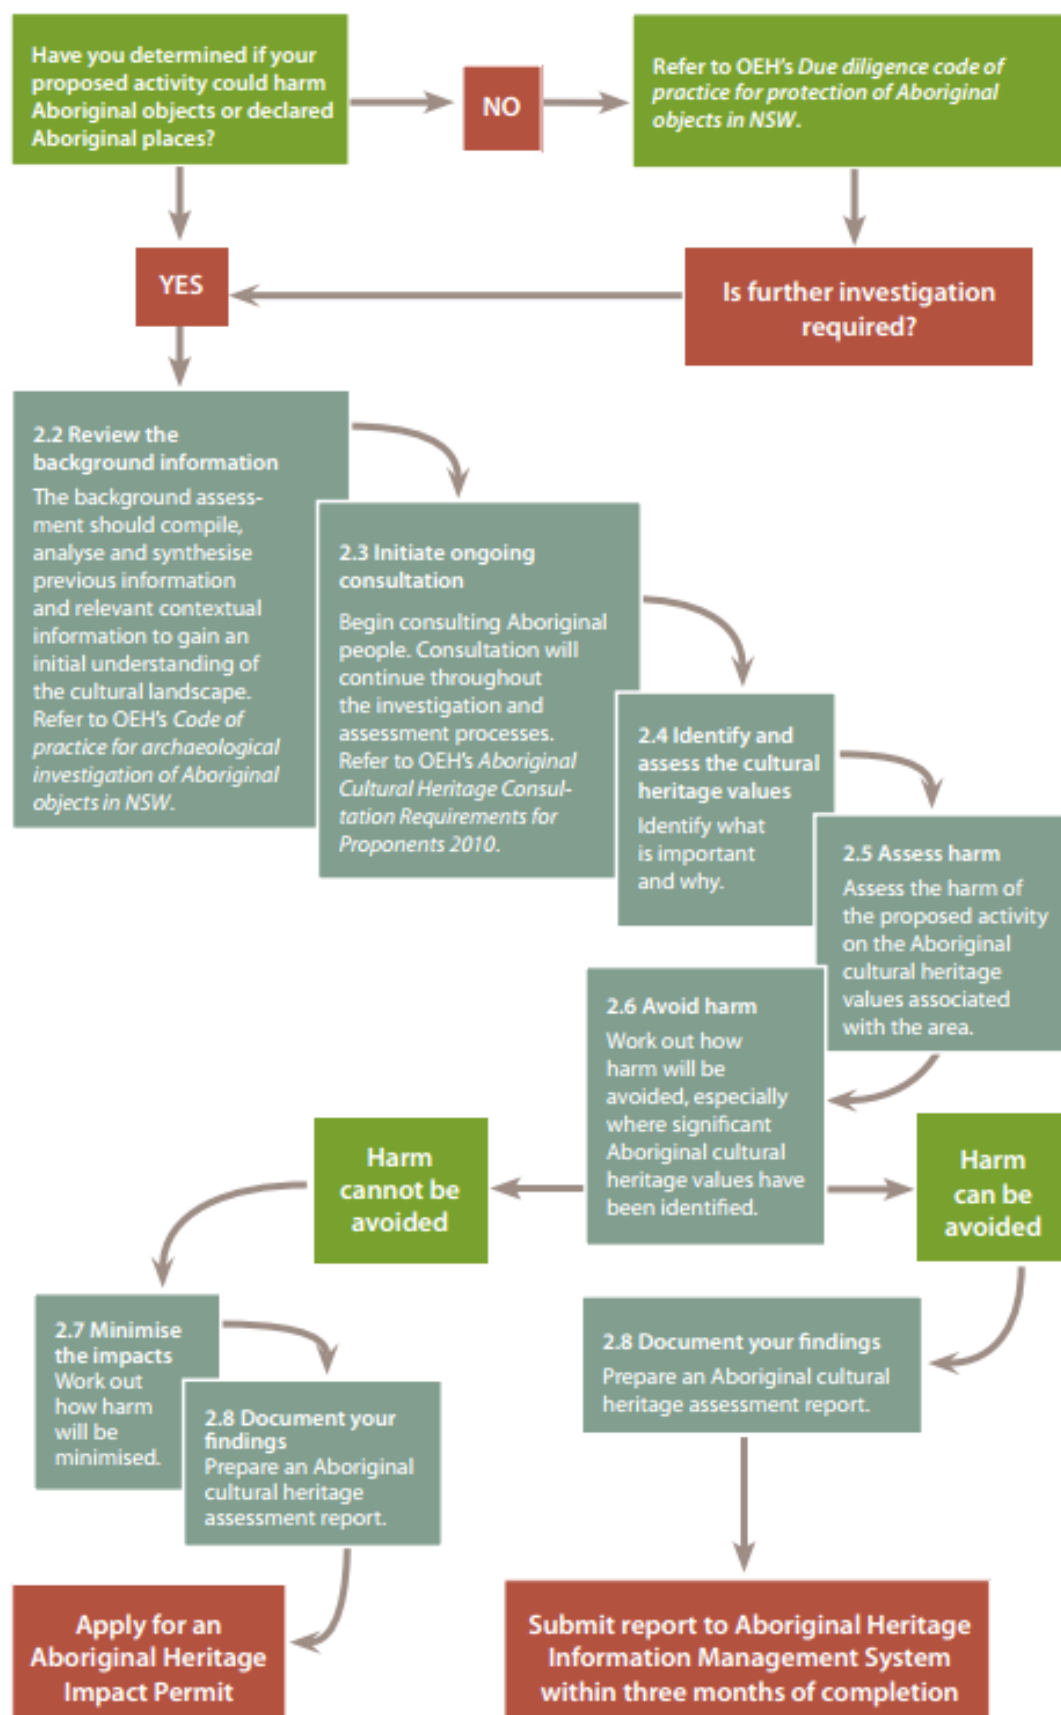 Have you determined if your
proposed activity could harm
Aboriginal objects or declared
Aboriginal places?
NO
Refer to OEH's Due diligence code of
practice for protection of Aboriginal
objects in NSW.
YES
Is further investigation
required?
2.2 Review the
background information
The background assess-
ment should compile,
analyse and synthesise
previous information
and relevant contextual
information to gain an
initial understanding of
the cultural landscape.
Refer to OEH's Code of
practice for archaeological
investigation of Aboriginal
objects in NSW.
2.3 Initiate ongoing
consultation
Begin consulting Aboriginal
people. Consultation will
continue throughout
the investigation and
assessment processes.
Refer to OEH's Aboriginal
Cultural Heritage Consul-
tation Requirements for
Proponents 2010.
2.4 Identify and
assess the cultural
heritage values
Identify what
is important
and why.
2.5 Assess harm
Assess the harm of
the proposed activity
on the Aboriginal
cultural heritage
values associated
with the area.
2.6 Avoid harm
Work out how
harm will be
avoided, especially
where significant
Aboriginal cultural
heritage values have
been identified.
Harm
cannot be
avoided
Harm
can be
avoided
2.7 Minimise
the impacts
Work out
how harm
will be
minimised.
2.8 Document your
findings
Prepare an Aboriginal
cultural heritage
assessment report.
2.8 Document your findings
Prepare an Aboriginal cultural
heritage assessment report.
Apply for an
Aboriginal Heritage
Impact Permit
Submit report to Aboriginal Heritage
Information Management System
within three months of completion